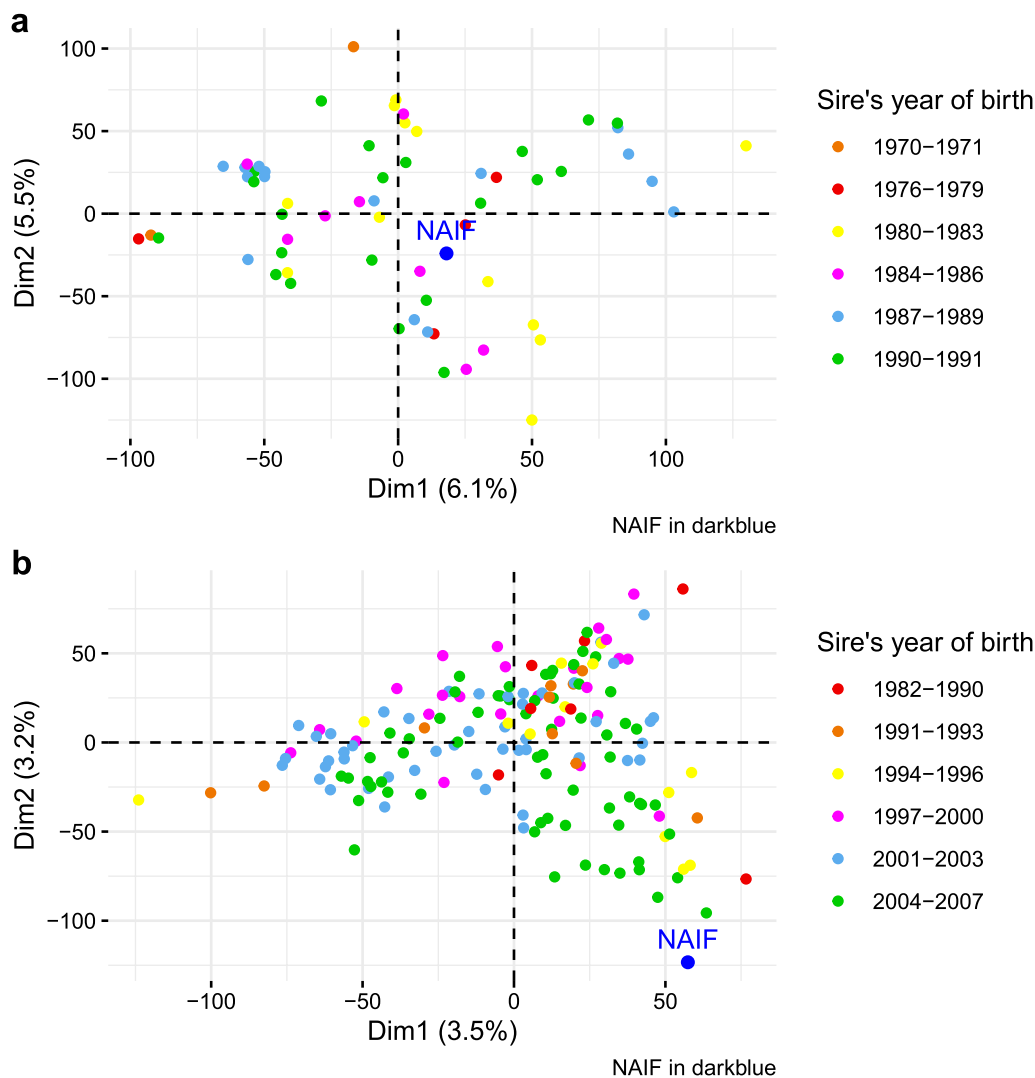 a
Dim2 (5.5%)
100
50
0
−50
−100
NAIF
−100
−50
0
50
100
Dim1 (6.1%)
NAIF in darkblue
Sire's year of birth
1970−1971
1976−1979
1980−1983
1984−1986
1987−1989
1990−1991
b
Dim2 (3.2%)
50
0
−50
−100
NAIF
−100
−50
0
50
Dim1 (3.5%)
NAIF in darkblue
Sire's year of birth
1982−1990
1991−1993
1994−1996
1997−2000
2001−2003
2004−2007